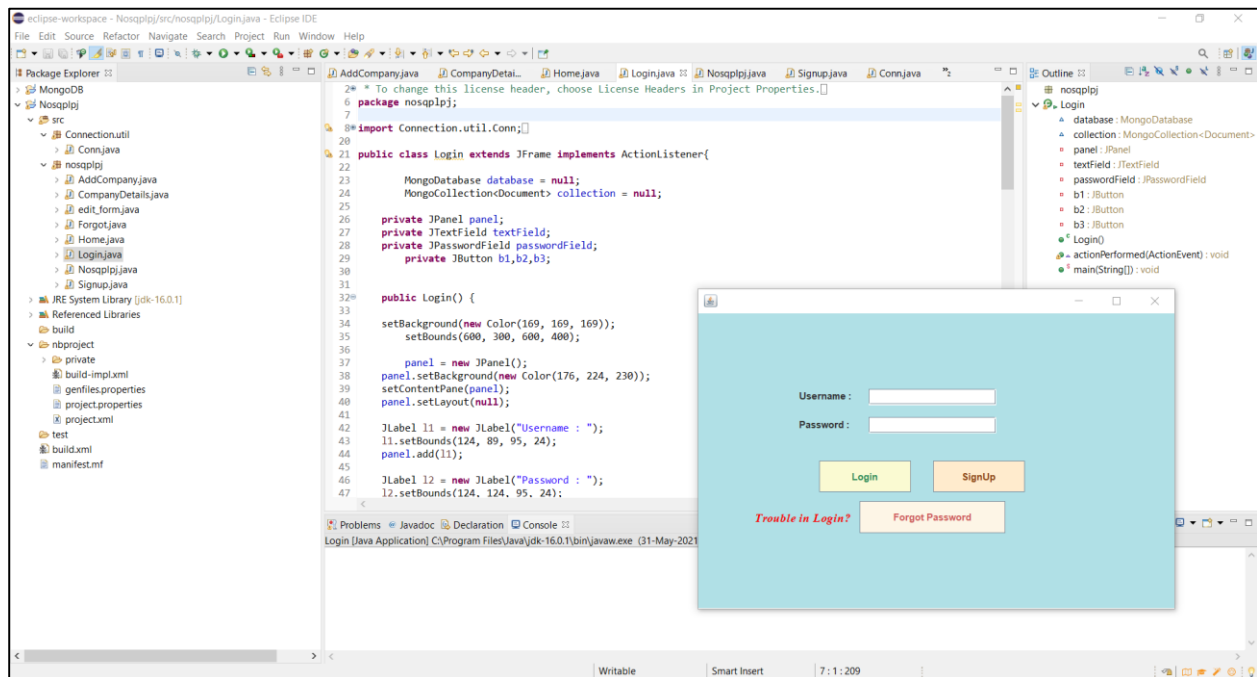 eclipse-workspace - Nosqplpj/src/nosqplpj/Login.java - Eclipse IDE
File Edit Source Refactor Navigate Search Project Run Window Help
Package Explorer
MongoDB
Nosqplpj
src
Connection.util
Conn.java
nosqplpj
AddCompany.java
CompanyDetails.java
edit_form.java
Forgot.java
Home.java
Login.java
Nosqplpj.java
Signup.java
JRE System Library [jdk-16.0.1]
Referenced Libraries
build
nbproject
private
build-impl.xml
genfiles.properties
project.properties
project.xml
test
build.xml
manifest.mf
AddCompany.java CompanyDetai... Home.java Login.java Nosqplpj.java Signup.java Conn.java »2
2 * To change this license header, choose License Headers in Project Properties.
6 package nosqplpj;
7
8 import Connection.util.Conn;
20
21 public class Login extends JFrame implements ActionListener{
22
23 MongoDatabase database = null;
24 MongoCollection<Document> collection = null;
25
26 private JPanel panel;
27 private JTextField textField;
28 private JPasswordField passwordField;
29 private JButton b1,b2,b3;
30
31
32 public Login() {
33
34 setBackground(new Color(169, 169, 169));
35 setBounds(600, 300, 600, 400);
36
37 panel = new JPanel();
38 panel.setBackground(new Color(176, 224, 230));
39 setContentPane(panel);
40 panel.setLayout(null);
41
42 JLabel l1 = new JLabel("Username : ");
43 l1.setBounds(124, 89, 95, 24);
44 panel.add(l1);
45
46 JLabel l2 = new JLabel("Password : ");
47 l2.setBounds(124, 124, 95, 24);
Outline
nosqplpj
Login
database : MongoDatabase
collection : MongoCollection<Document>
panel : JPanel
textField : JTextField
passwordField : JPasswordField
b1 : JButton
b2 : JButton
b3 : JButton
Login()
actionPerformed(ActionEvent) : void
main(String[]) : void
Username :
Password :
Login SignUp
Trouble in Login? Forgot Password
Problems Javadoc Declaration Console
Login [Java Application] C:\Program Files\Java\jdk-16.0.1\bin\javaw.exe (31-May-2021
Writable Smart Insert 7 : 1 : 209